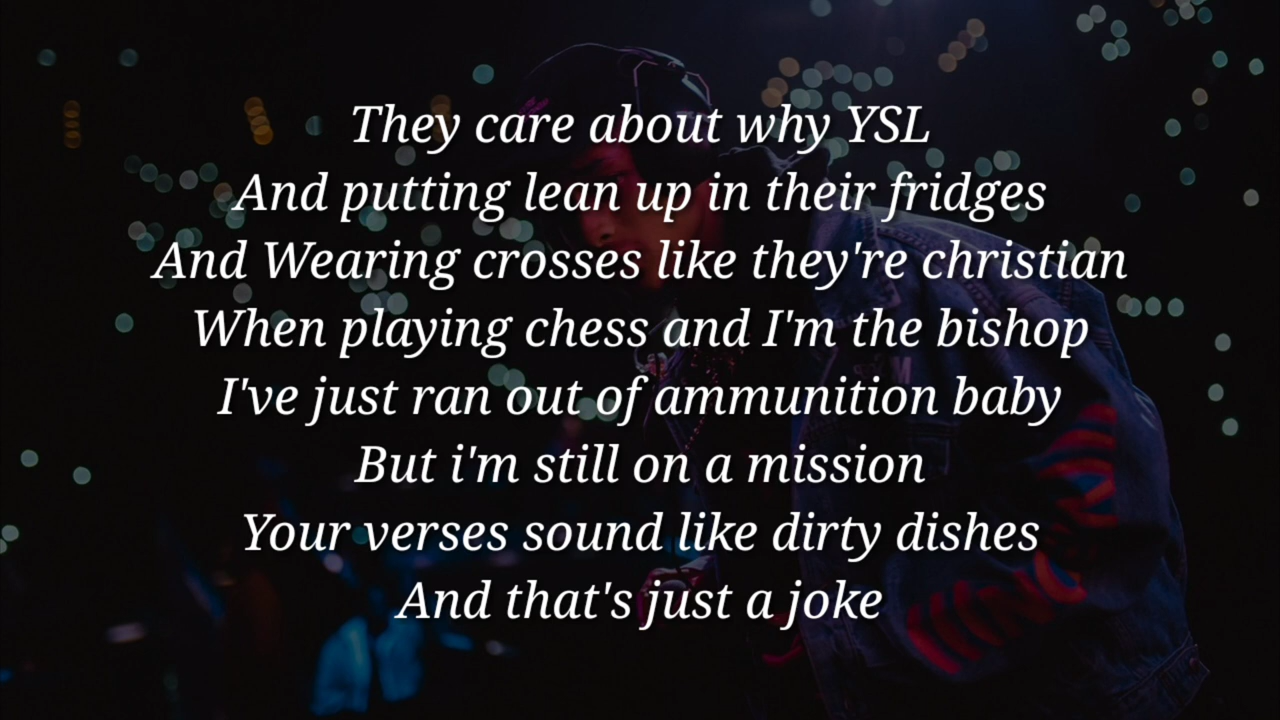 They care about why YSL
And putting lean up in their fridges
And Wearing crosses like they're christian
When playing chess and I'm the bishop
I've just ran out of ammunition baby
But i'm still on a mission
Your verses sound like dirty dishes
And that's just a joke